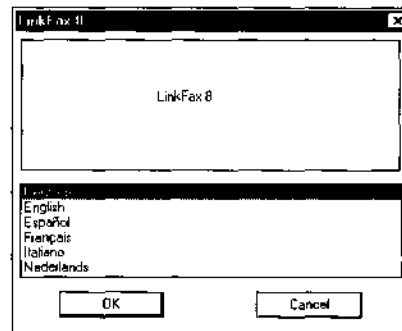 LinkFax 8
LinkFax 8
English
Español
Français
Italiano
Nederlands
OK
Cancel